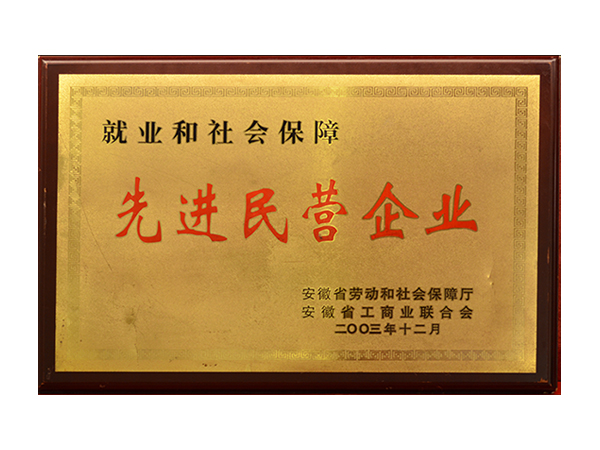 就业和社会保障
先进民营企业
安徽省劳动和社会保障厅
安徽省工商业联合会
二〇〇三年十二月